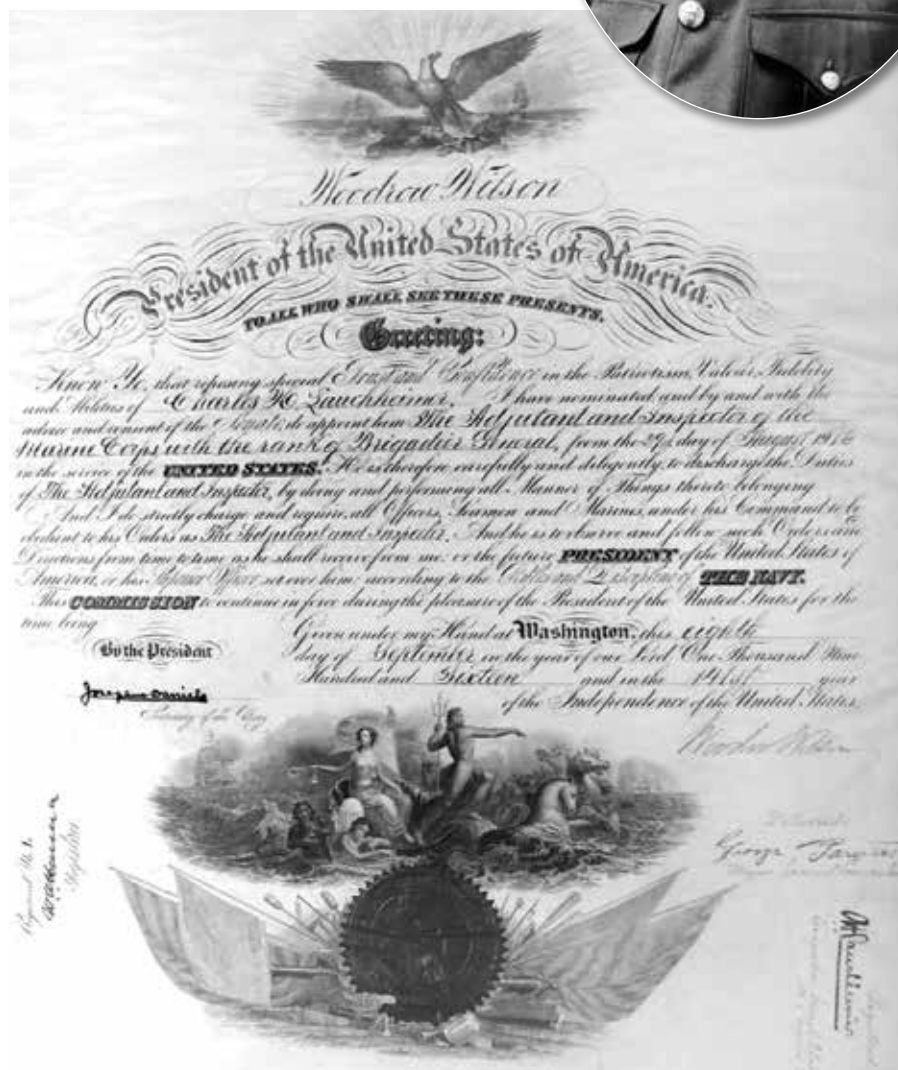 Woodrow Wilson
President of the United States of America.
TO ALL WHO SHALL SEE THESE PRESENTS,
Greeting:
Know Ye, that reposing special Trust and Confidence in the Patriotism, Valour, Fidelity
and Abilities of Charles H. Lauchheimer, I have nominated and by and with the
advice and consent of the Senate, do appoint him The Adjutant and Inspector of the
Marine Corps with the rank of Brigadier General, from the 29th day of August 1916
in the service of the UNITED STATES. He is therefore carefully and diligently to discharge the Duties
of The Adjutant and Inspector, by doing and performing all Manner of Things thereto belonging
And I do strictly charge and require all Officers, Seamen and Marines under his Command to be
obedient to his Orders as The Adjutant and Inspector. And he is to observe and follow such Orders and
Directions from time to time as he shall receive from me or the future PRESIDENT of the United States of
America, or his Superior Officer set over him according to the Rules and Discipline of THE NAVY.
This COMMISSION to continue in force during the pleasure of the President of the United States for the
time being
Given under my Hand at Washington, this eighth
By the President
day of September in the year of our Lord One Thousand Nine
Hundred and Sixteen and in the 141st year
Josephus Daniels
of the Independence of the United States.
Secretary of the Navy
Woodrow Wilson
George